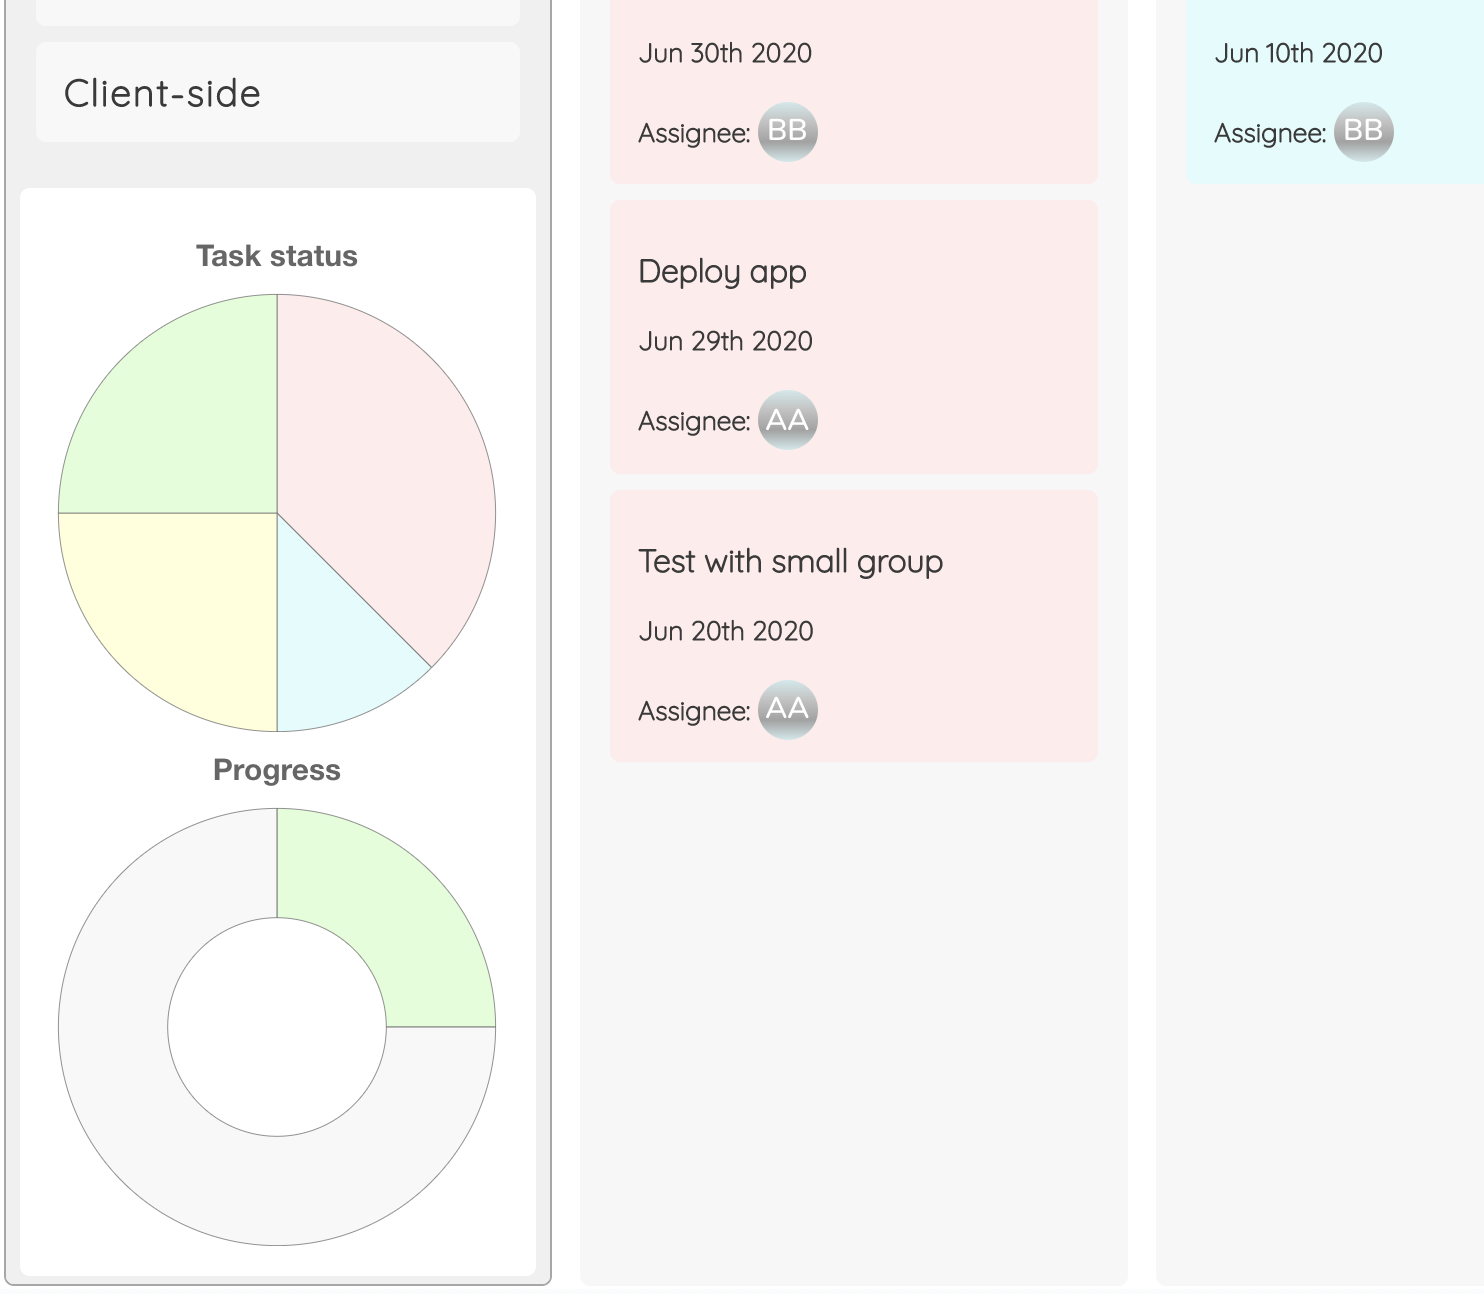 Client-side
Task status
Progress
Jun 30th 2020
Assignee: BB
Deploy app
Jun 29th 2020
Assignee: AA
Test with small group
Jun 20th 2020
Assignee: AA
Jun 10th 2020
Assignee: BB